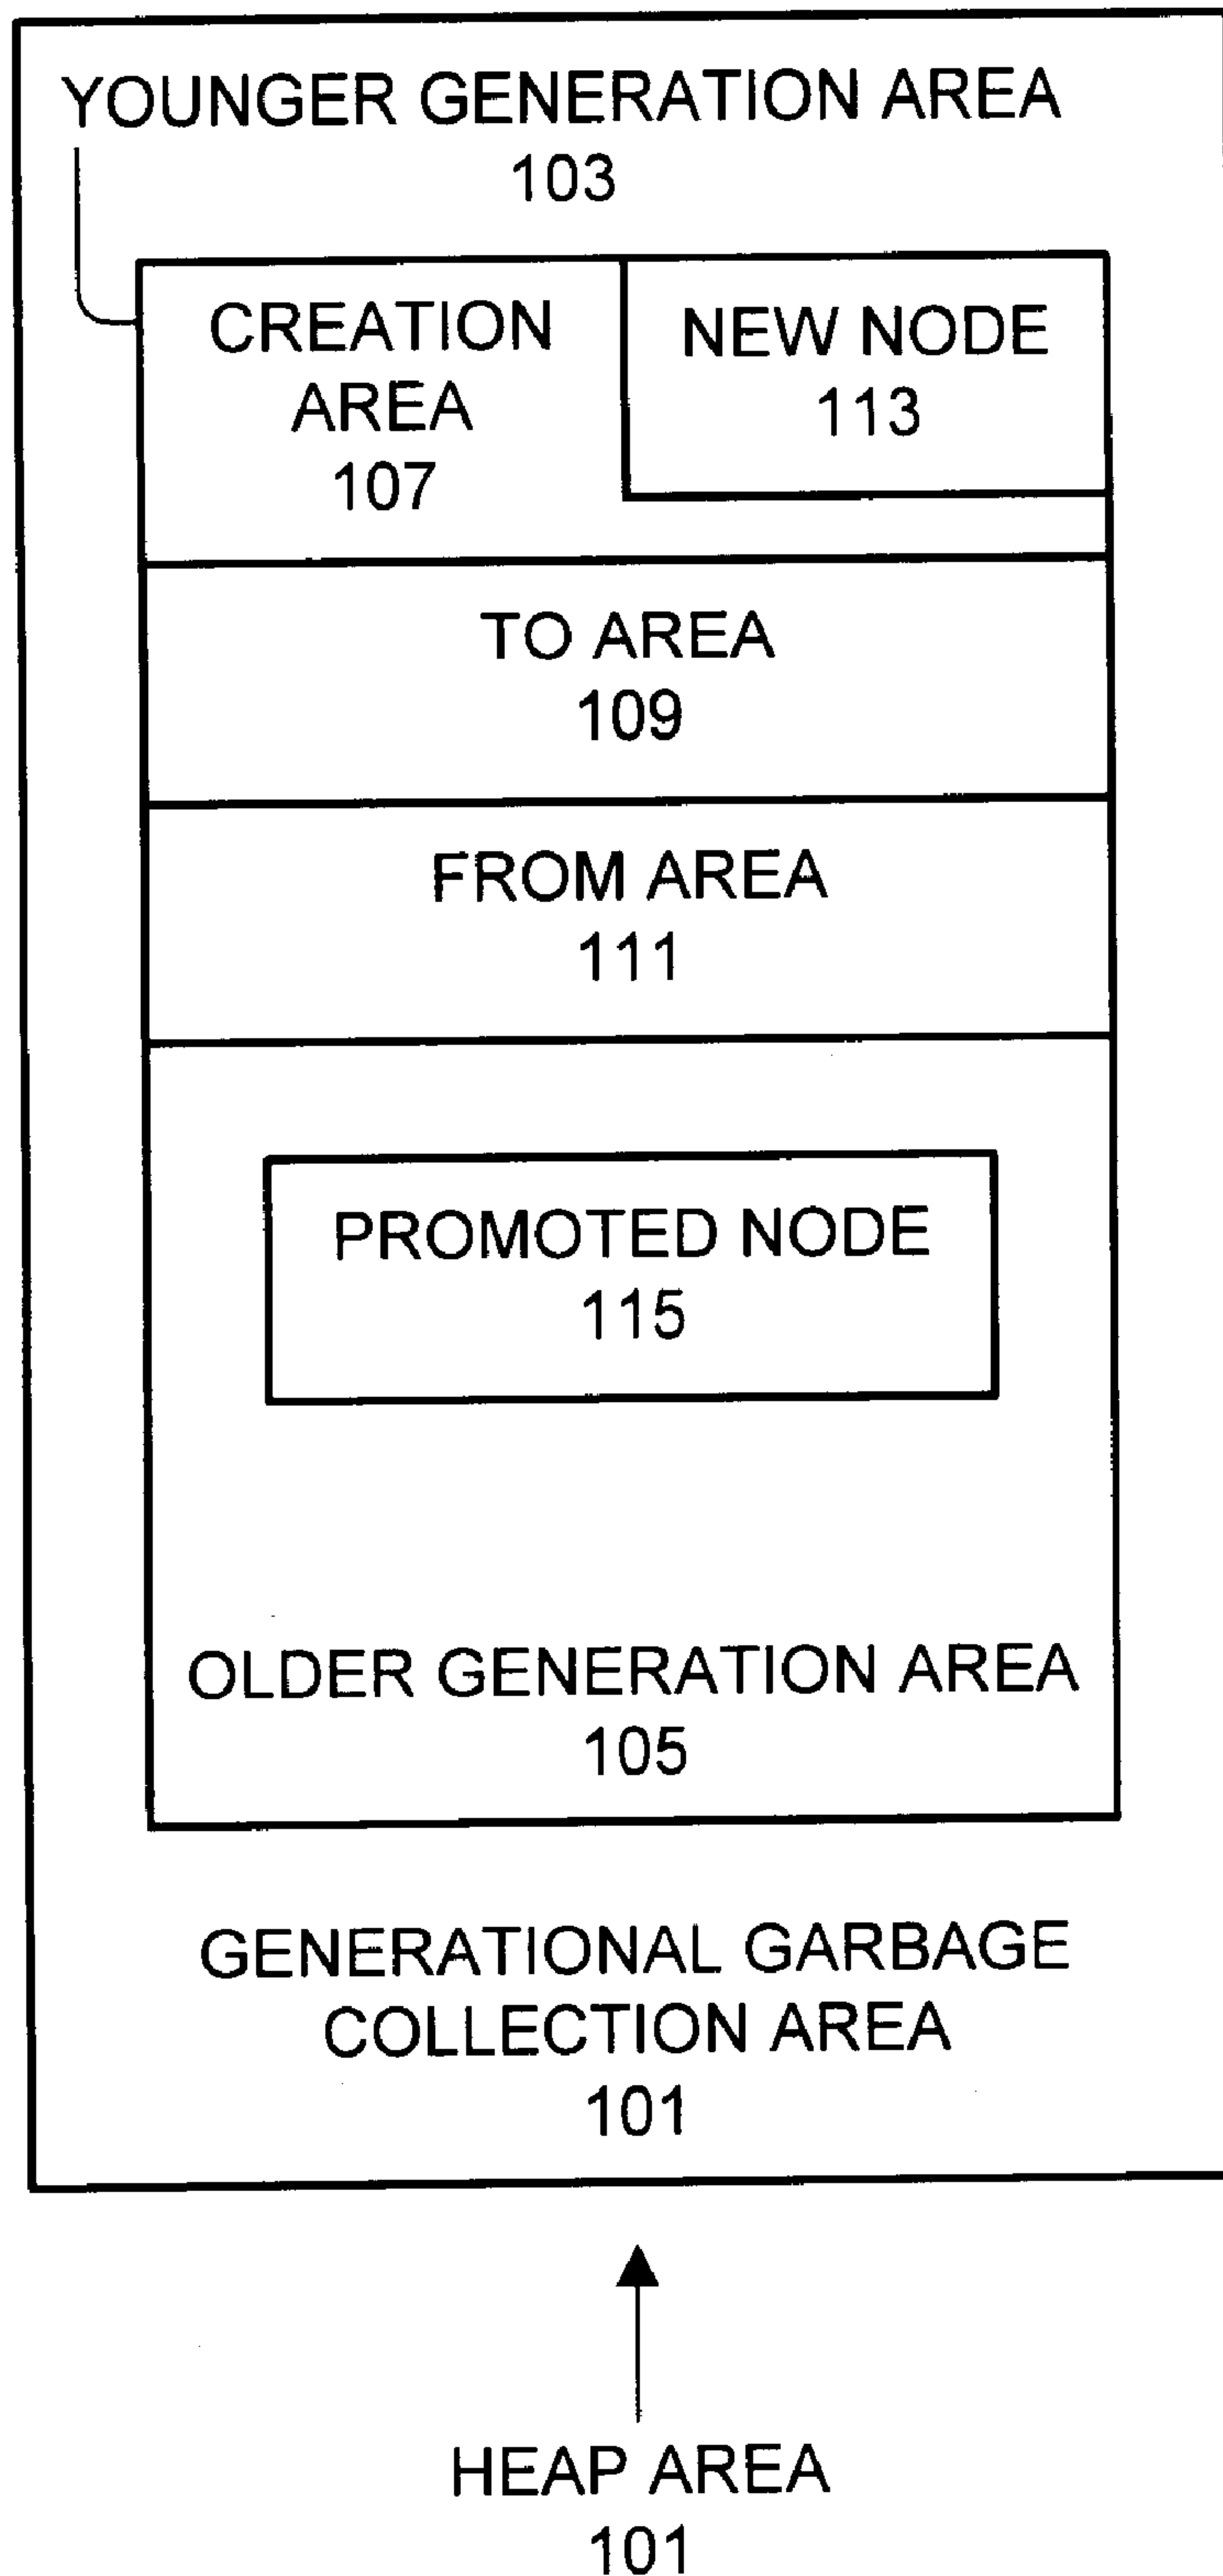 YOUNGER GENERATION AREA
103
CREATION
AREA
107
NEW NODE
113
TO AREA
109
FROM AREA
111
PROMOTED NODE
115
OLDER GENERATION AREA
105
GENERATIONAL GARBAGE
COLLECTION AREA
101
HEAP AREA
101